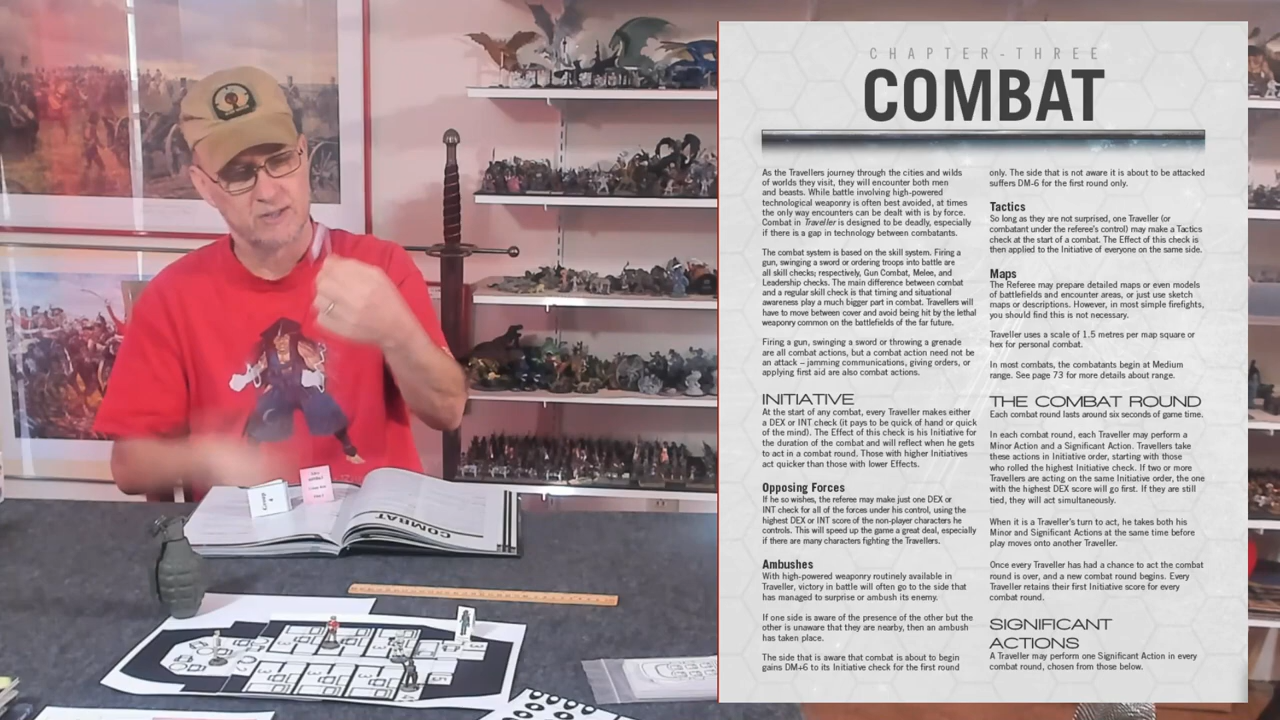 CHAPTER-THREE
COMBAT
As the Travellers journey through the cities and wilds
of worlds they visit, they will encounter both men
and beasts. While battle involving high-powered
technological weaponry is often best avoided, at times
the only way encounters can be dealt with is by force.
Combat in Traveller is designed to be deadly, especially
if there is a gap in technology between combatants.
The combat system is based on the skill system. Firing a
gun, swinging a sword or ordering troops into battle are
all skill checks; respectively, Gun Combat, Melee, and
Leadership checks. The main difference between combat
and a regular skill check is that timing and situational
awareness play a much bigger part in combat. Travellers will
have to move between cover and avoid being hit by the lethal
weaponry common on the battlefields of the far future.
Firing a gun, swinging a sword or throwing a grenade
are all combat actions, but a combat action need not be
an attack – jamming communications, giving orders, or
applying first aid are also combat actions.
INITIATIVE
At the start of any combat, every Traveller makes either
a DEX or INT check (it pays to be quick of hand or quick
of the mind). The Effect of this check is his Initiative for
the duration of the combat and will reflect when he gets
to act in a combat round. Those with higher Initiatives
act quicker than those with lower Effects.
Opposing Forces
If he so wishes, the referee may make just one DEX or
INT check for all of the forces under his control, using the
highest DEX or INT score of the non-player characters he
controls. This will speed up the game a great deal, especially
if there are many characters fighting the Travellers.
Ambushes
With high-powered weaponry routinely available in
Traveller, victory in battle will often go to the side that
has managed to surprise or ambush its enemy.
If one side is aware of the presence of the other but the
other is unaware that they are nearby, then an ambush
has taken place.
The side that is aware that combat is about to begin
gains DM+6 to its Initiative check for the first round
only. The side that is not aware it is about to be attacked
suffers DM-6 for the first round only.
Tactics
So long as they are not surprised, one Traveller (or
combatant under the referee's control) may make a Tactics
check at the start of a combat. The Effect of this check is
then applied to the Initiative of everyone on the same side.
Maps
The Referee may prepare detailed maps or even models
of battlefields and encounter areas, or just use sketch
maps or descriptions. However, in most simple firefights,
you should find this is not necessary.
Traveller uses a scale of 1.5 metres per map square or
hex for personal combat.
In most combats, the combatants begin at Medium
range. See page 73 for more details about range.
THE COMBAT ROUND
Each combat round lasts around six seconds of game time.
In each combat round, each Traveller may perform a
Minor Action and a Significant Action. Travellers take
these actions in Initiative order, starting with those
who rolled the highest Initiative check. If two or more
Travellers are acting on the same Initiative order, the one
with the highest DEX score will go first. If they are still
tied, they will act simultaneously.
When it is a Traveller's turn to act, he takes both his
Minor and Significant Actions at the same time before
play moves onto another Traveller.
Once every Traveller has had a chance to act the combat
round is over, and a new combat round begins. Every
Traveller retains their first Initiative score for every
combat round.
SIGNIFICANT
ACTIONS
A Traveller may perform one Significant Action in every
combat round, chosen from those below.
COMBAT